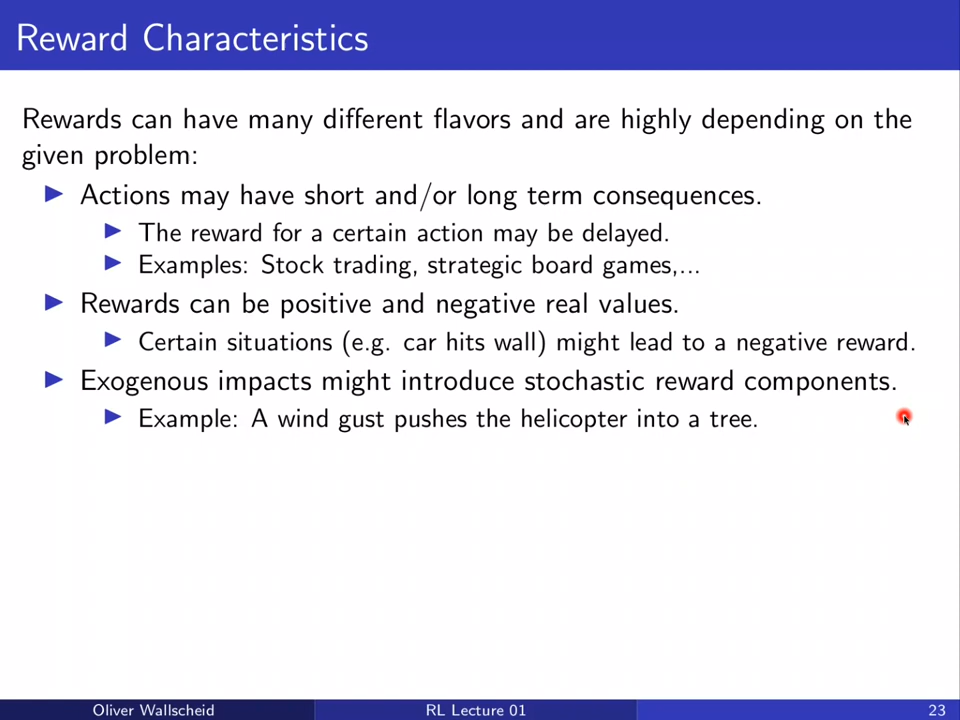 Reward Characteristics
Rewards can have many different flavors and are highly depending on the
given problem:
Actions may have short and/or long term consequences.
The reward for a certain action may be delayed.
Examples: Stock trading, strategic board games,...
Rewards can be positive and negative real values.
Certain situations (e.g. car hits wall) might lead to a negative reward.
Exogenous impacts might introduce stochastic reward components.
Example: A wind gust pushes the helicopter into a tree.
Oliver Wallscheid
RL Lecture 01
23